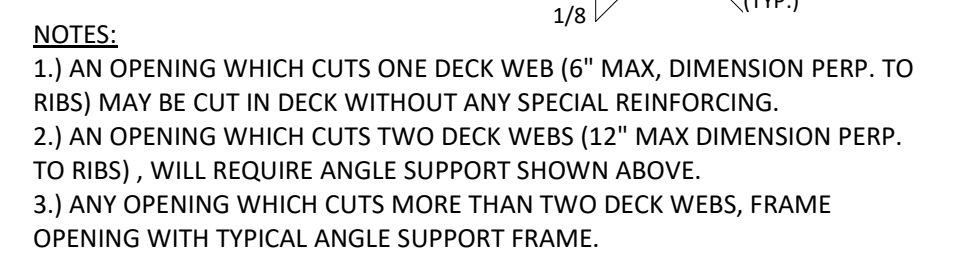 (TYP.)
1/8
NOTES:
1.) AN OPENING WHICH CUTS ONE DECK WEB (6" MAX, DIMENSION PERP. TO
RIBS) MAY BE CUT IN DECK WITHOUT ANY SPECIAL REINFORCING.
2.) AN OPENING WHICH CUTS TWO DECK WEBS (12" MAX DIMENSION PERP.
TO RIBS) , WILL REQUIRE ANGLE SUPPORT SHOWN ABOVE.
3.) ANY OPENING WHICH CUTS MORE THAN TWO DECK WEBS, FRAME
OPENING WITH TYPICAL ANGLE SUPPORT FRAME.